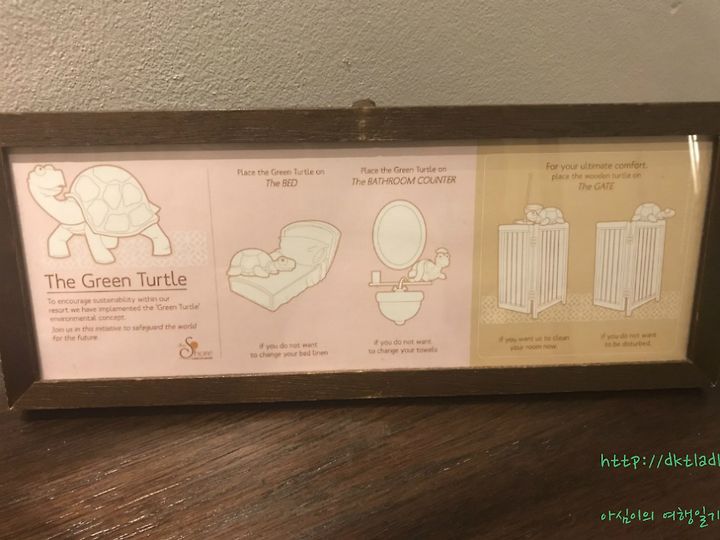 The Green Turtle
To encourage sustainability within our
resort we have implemented the 'Green Turtle'
environmental concept.
Join us in this initiative to safeguard the world
for the future.
the
Shore
Place the Green Turtle on
The BED
if you do not want
to change your bed linen
Place the Green Turtle on
The BATHROOM COUNTER
if you do not want
to change your towels
For your ultimate comfort,
place the wooden turtle on
The GATE
if you want us to clean
your room now.
if you do not want
to be disturbed.
http://dktladl
아심이의 여행일기